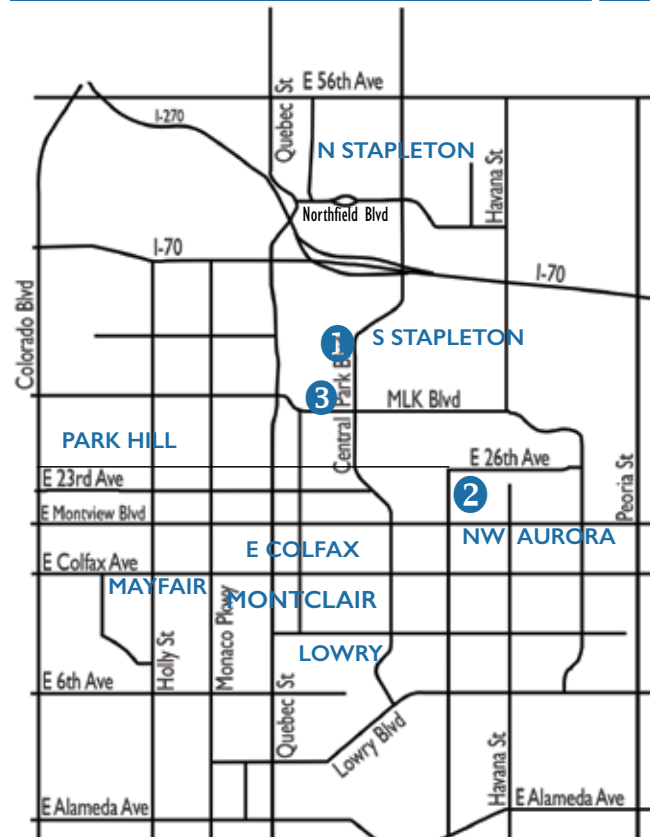 E 56th Ave
Quebec St
I-270
N STAPLETON
Havana St
Northfield Blvd
I-70
I-70
Colorado Blvd
1
S STAPLETON
3
Central Park B
MLK Blvd
PARK HILL
E 26th Ave
E 23rd Ave
2
Peoria St
E Montview Blvd
NW AURORA
E Colfax Ave
E COLFAX
MAYFAIR
MONTCLAIR
Monaco Pkwy
Holly St
LOWRY
E 6th Ave
Quebec St
Lowry Blvd
Havana St
E Alameda Ave
E Alameda Ave